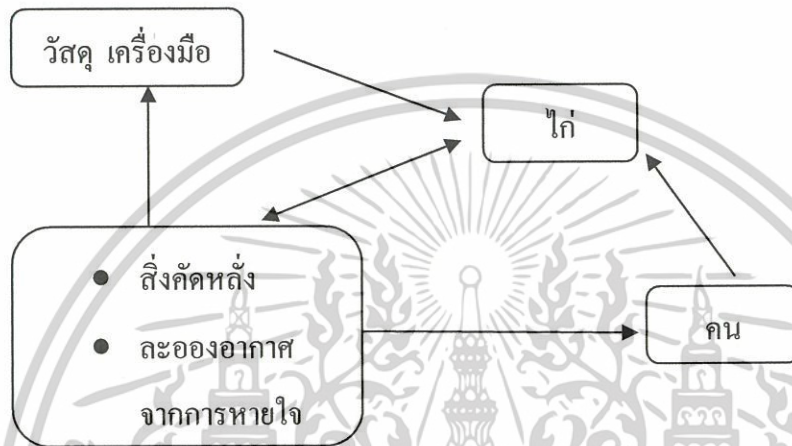 วัสดุ เครื่องมือ
ไก่
● สิ่งคัดหลั่ง
● ละอองอากาศ
จากการหายใจ
คน